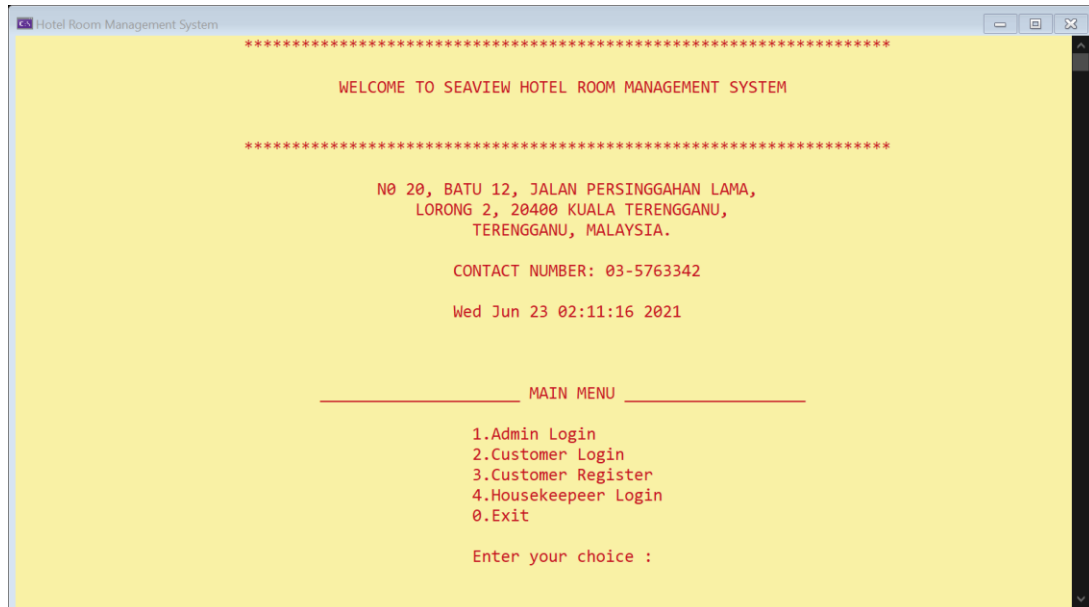 Hotel Room Management System
********************************************************************
WELCOME TO SEAVIEW HOTEL ROOM MANAGEMENT SYSTEM
********************************************************************
N0 20, BATU 12, JALAN PERSINGGAHAN LAMA,
LORONG 2, 20400 KUALA TERENGGANU,
TERENGGANU, MALAYSIA.
CONTACT NUMBER: 03-5763342
Wed Jun 23 02:11:16 2021
_____________________ MAIN MENU ___________________
1.Admin Login
2.Customer Login
3.Customer Register
4.Housekeepeer Login
0.Exit
Enter your choice :